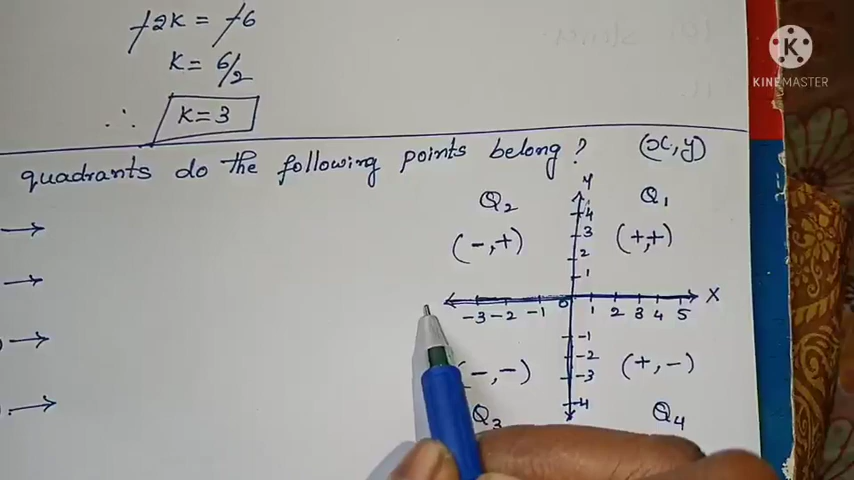 -2K = -6
K = 6/2
∴ K = 3
quadrants do the following points belong? (x,y)
Y
Q2 Q1
4
(-,+) 3 (+,+)
2
1
X
0
-3 -2 -1 1 2 3 4 5
-1
-2
(-,-) -3 (+,-)
-4
Q3 Q4
K
KINEMASTER